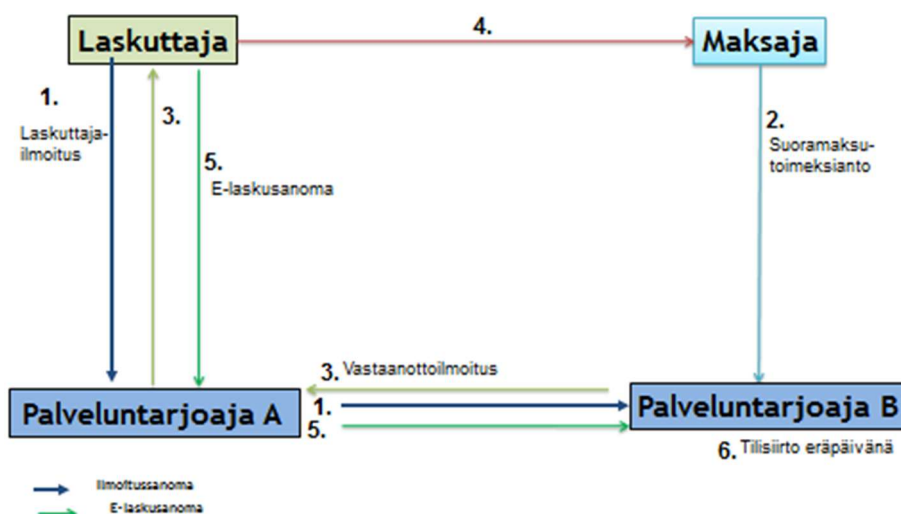 4.
Laskuttaja
Maksaja
1.
Laskuttaja-
ilmoitus
3.
5.
E-laskusanoma
2.
Suoramaksu-
toimeksianto
3. Vastaanottoilmoitus
Palveluntarjoaja A
1.
5.
Palveluntarjoaja B
6. Tilisiirto eräpäivänä
Ilmoitussanoma
E-laskusanoma